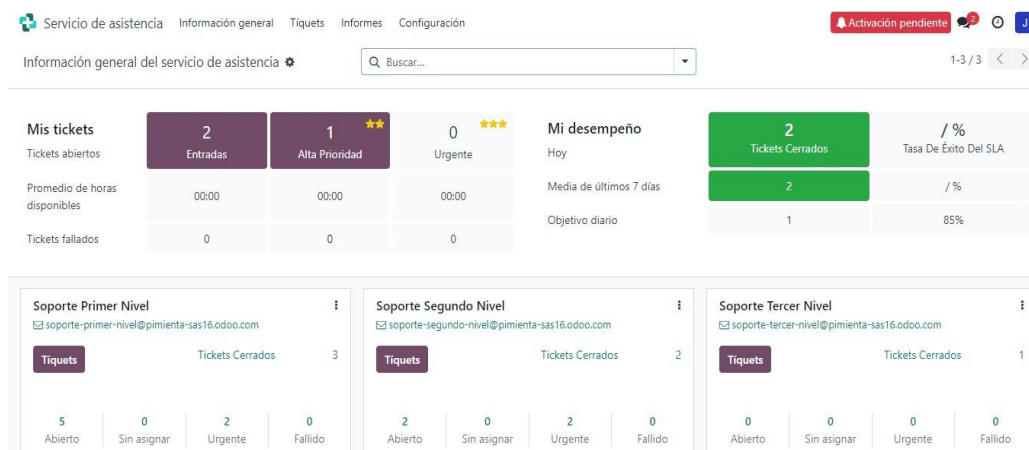 Servicio de asistencia Información general Tíquets Informes Configuración Activación pendiente 2 J
Información general del servicio de asistencia Buscar... 1-3 / 3
Mis tickets 2 1 0 Mi desempeño 2 / %
Tickets abiertos Entradas Alta Prioridad Urgente Hoy Tickets Cerrados Tasa De Éxito Del SLA
Promedio de horas disponibles 00:00 00:00 00:00 Media de últimos 7 días 2 / %
Objetivo diario 1 85%
Tickets fallados 0 0 0
Soporte Primer Nivel Soporte Segundo Nivel Soporte Tercer Nivel
soporte-primer-nivel@pimienta-sas16.odoo.com soporte-segundo-nivel@pimienta-sas16.odoo.com soporte-tercer-nivel@pimienta-sas16.odoo.com
Tíquets Tickets Cerrados 3 Tíquets Tickets Cerrados 2 Tíquets Tickets Cerrados 1
5 0 2 0 2 0 2 0 0 0 0 0
Abierto Sin asignar Urgente Fallido Abierto Sin asignar Urgente Fallido Abierto Sin asignar Urgente Fallido